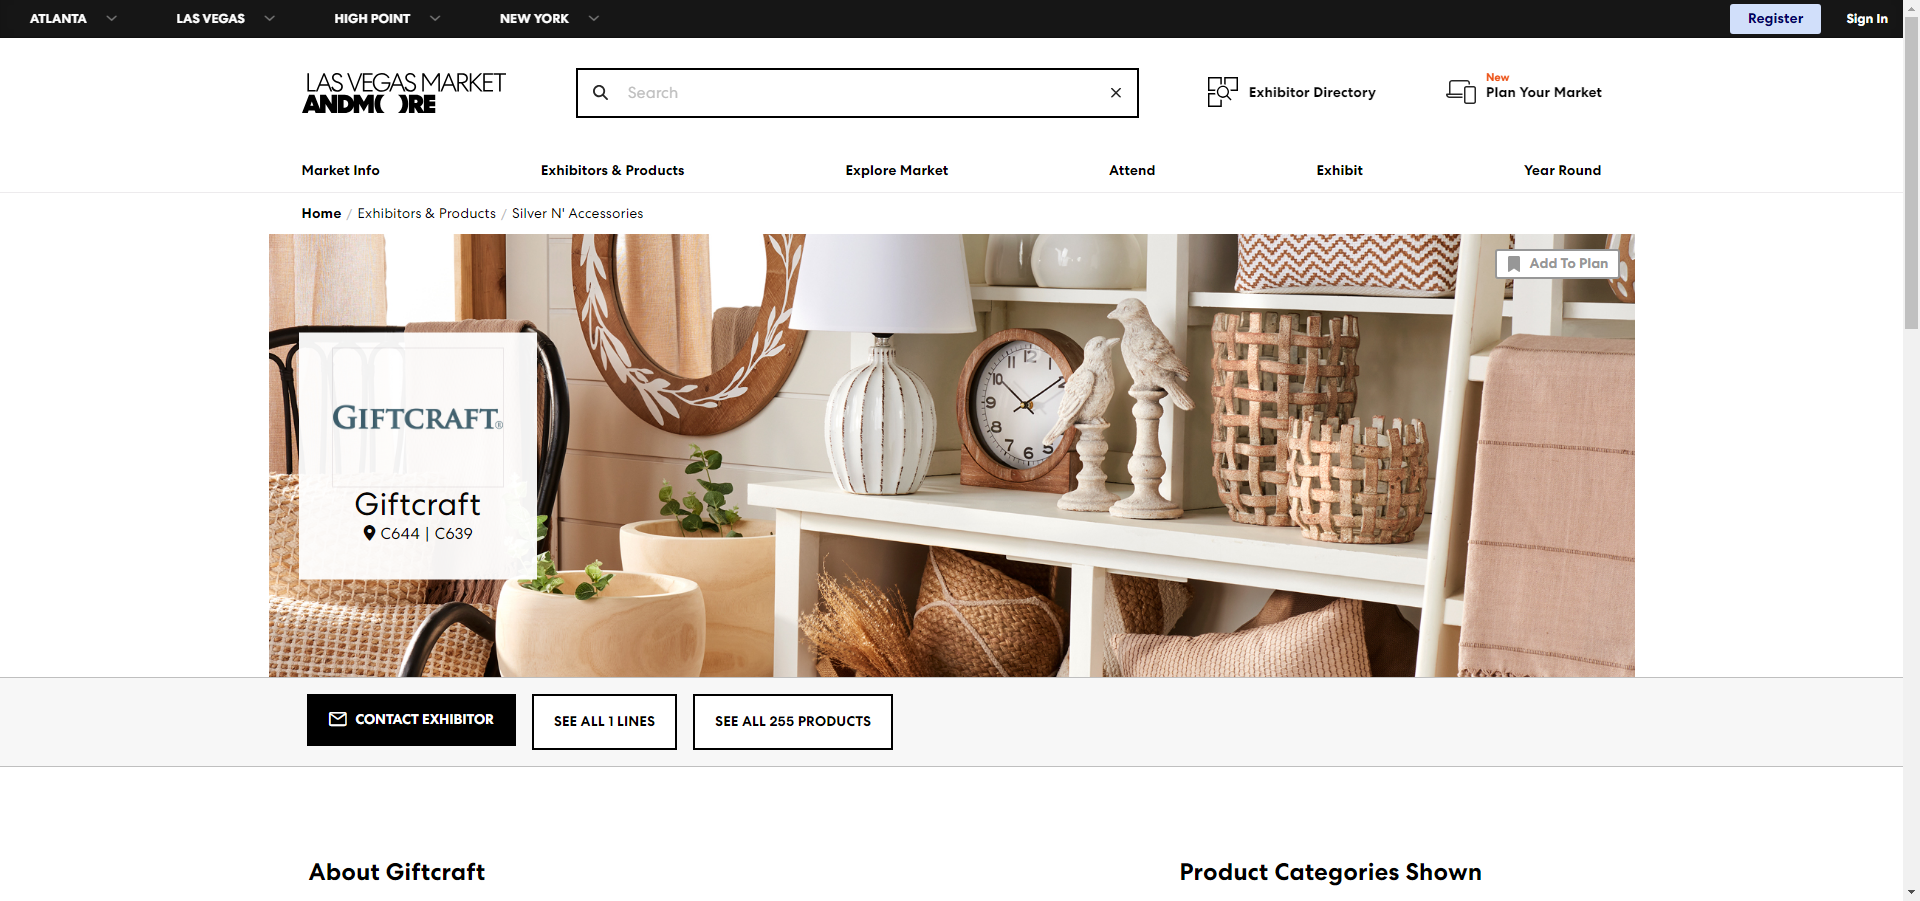 ATLANTA LAS VEGAS HIGH POINT NEW YORK Register Sign In
LAS VEGAS MARKET
ANDMORE
Search
Exhibitor Directory
New
Plan Your Market
Market Info Exhibitors & Products Explore Market Attend Exhibit Year Round
Home / Exhibitors & Products / Silver N' Accessories
Add To Plan
GIFTCRAFT®
Giftcraft
C644 | C639
11 12 10 2 9 8 7 6 5
CONTACT EXHIBITOR SEE ALL 1 LINES SEE ALL 255 PRODUCTS
About Giftcraft Product Categories Shown